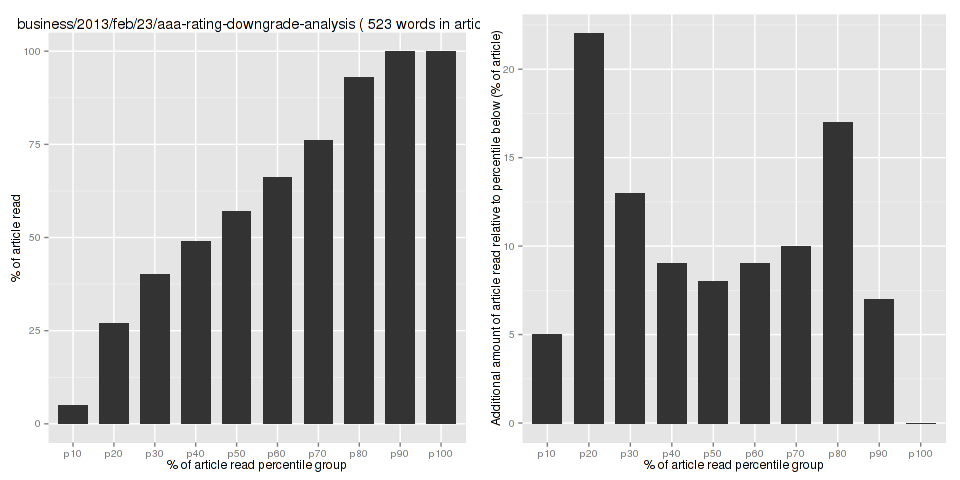 business/2013/feb/23/aaa-rating-downgrade-analysis ( 523 words in artic
100
75
50
25
0
% of article read
p10 p20 p30 p40 p50 p60 p70 p80 p90 p100
% of article read percentile group
20
15
10
5
0
Additional amount of article read relative to percentile below (% of article)
p10 p20 p30 p40 p50 p60 p70 p80 p90 p100
% of article read percentile group